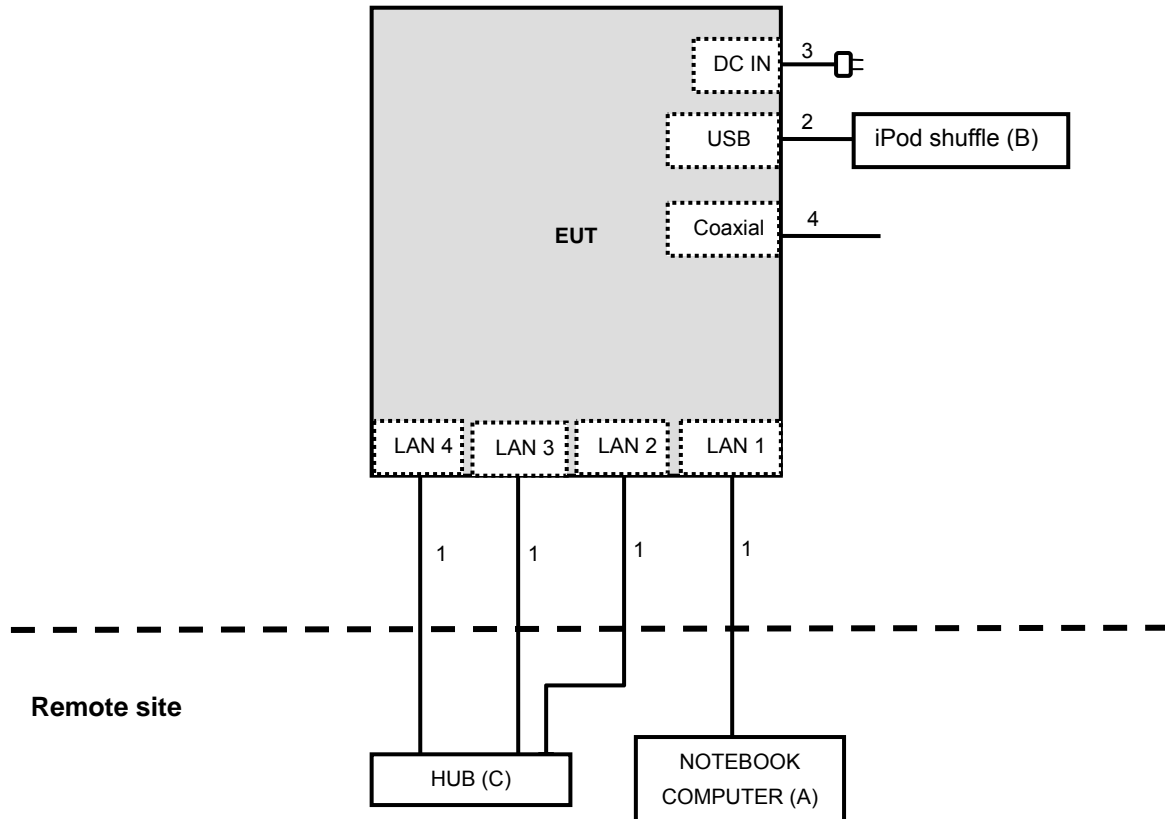 DC IN
3
USB
2
iPod shuffle (B)
Coaxial
4
EUT
LAN 4
LAN 3
LAN 2
LAN 1
1
1
1
1
Remote site
HUB (C)
NOTEBOOK
COMPUTER (A)